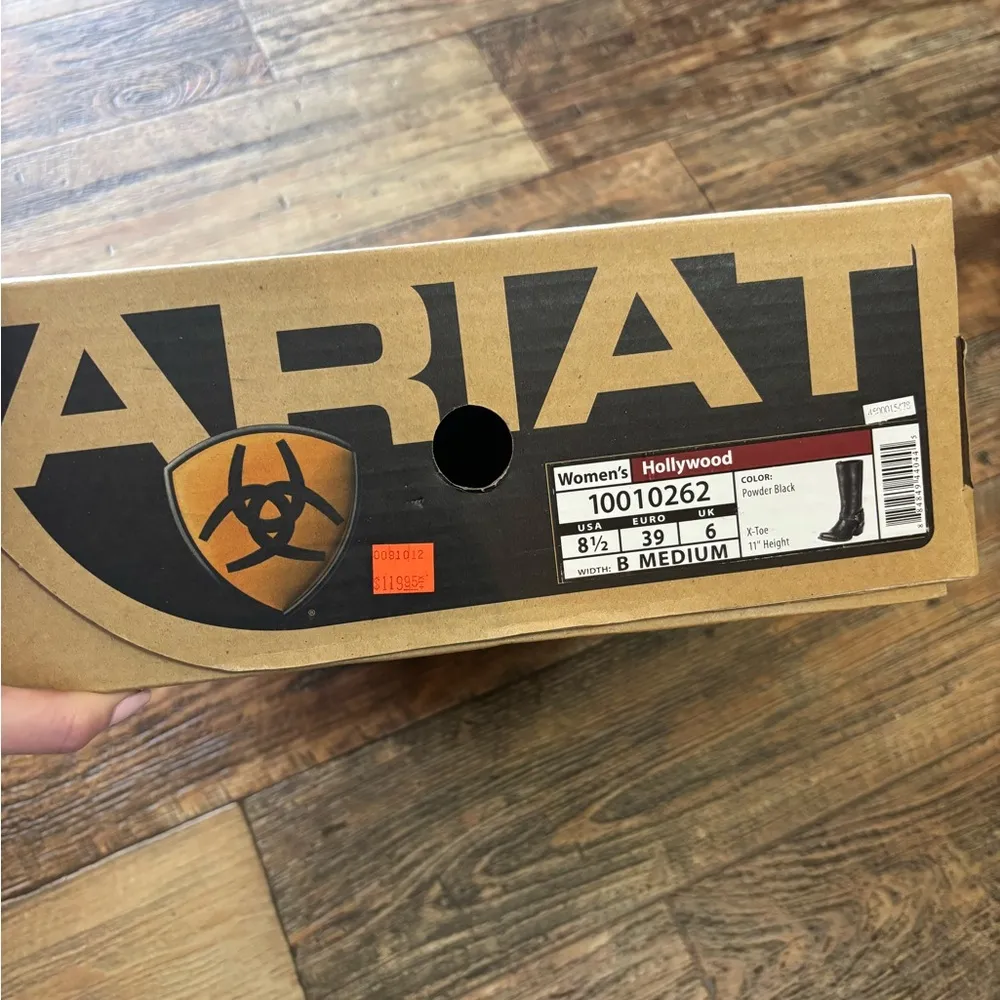 ARIAT
®
0081012
$119.95
4590015678
Women's Hollywood
10010262
USA EURO UK
8½ 39 6
WIDTH: B MEDIUM
COLOR:
Powder Black
X-Toe
11" Height